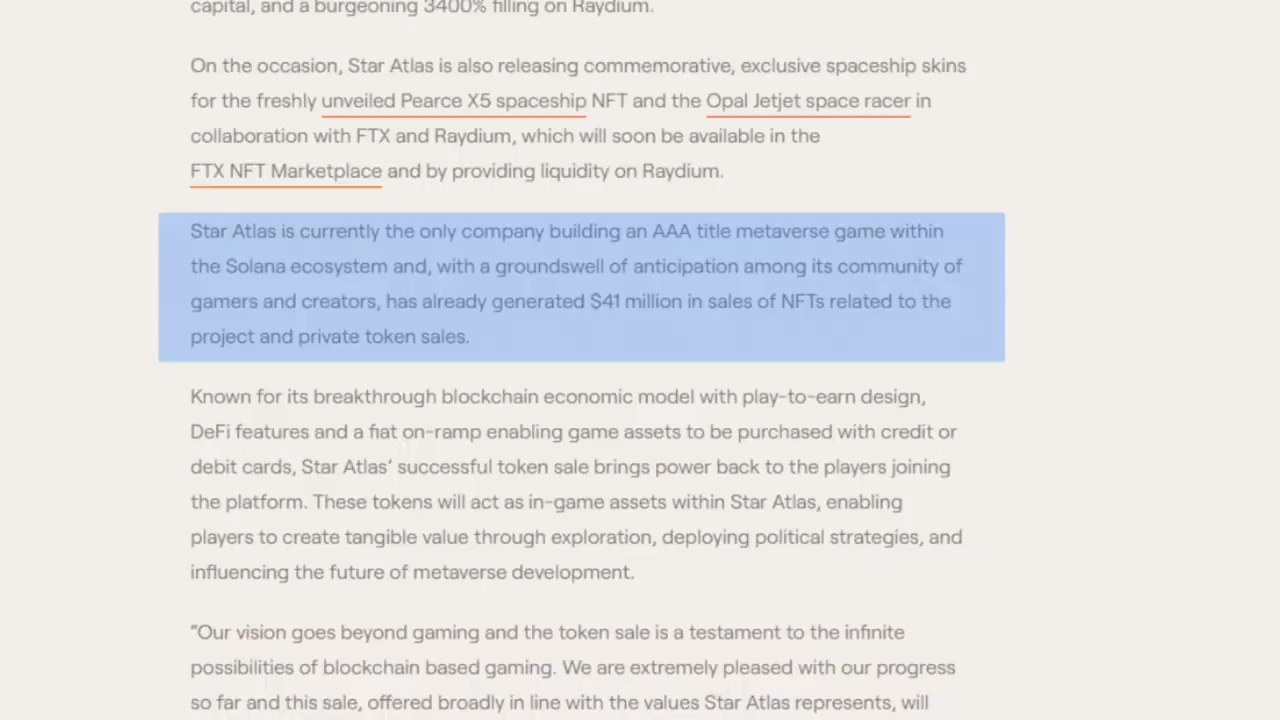 capital, and a burgeoning 3400% filling on Raydium.
On the occasion, Star Atlas is also releasing commemorative, exclusive spaceship skins
for the freshly unveiled Pearce X5 spaceship NFT and the Opal Jetjet space racer in
collaboration with FTX and Raydium, which will soon be available in the
FTX NFT Marketplace and by providing liquidity on Raydium.
Star Atlas is currently the only company building an AAA title metaverse game within
the Solana ecosystem and, with a groundswell of anticipation among its community of
gamers and creators, has already generated $41 million in sales of NFTs related to the
project and private token sales.
Known for its breakthrough blockchain economic model with play-to-earn design,
DeFi features and a fiat on-ramp enabling game assets to be purchased with credit or
debit cards, Star Atlas’ successful token sale brings power back to the players joining
the platform. These tokens will act as in-game assets within Star Atlas, enabling
players to create tangible value through exploration, deploying political strategies, and
influencing the future of metaverse development.
“Our vision goes beyond gaming and the token sale is a testament to the infinite
possibilities of blockchain based gaming. We are extremely pleased with our progress
so far and this sale, offered broadly in line with the values Star Atlas represents, will